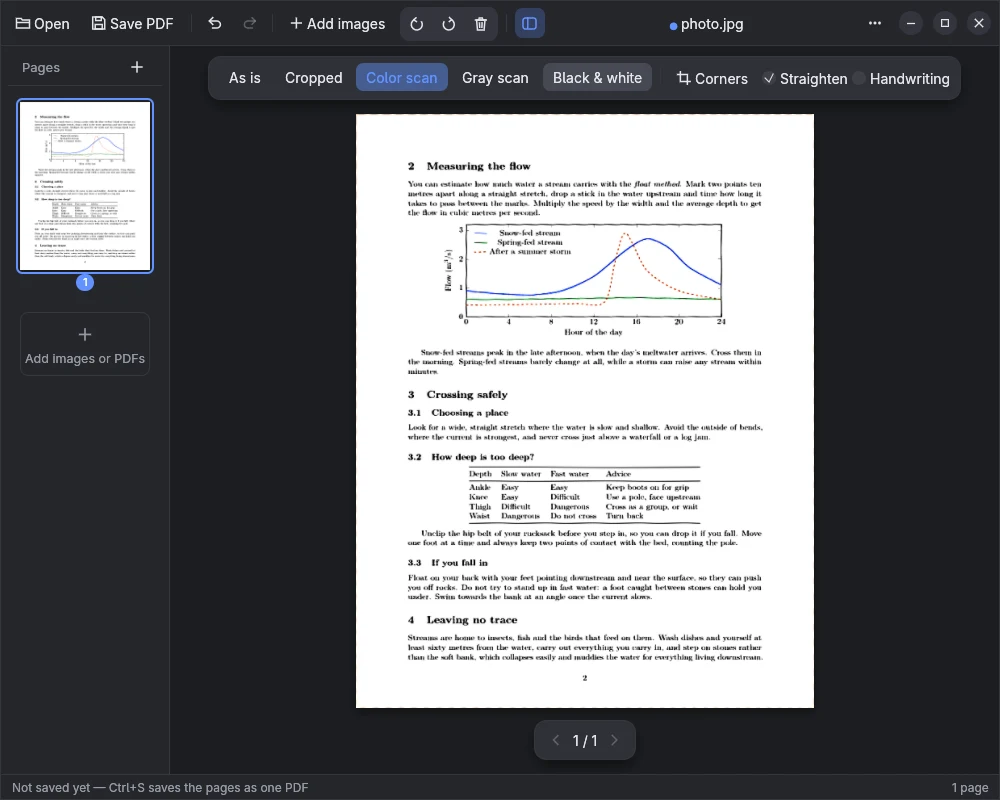 Open
Save PDF
Add images
photo.jpg
Pages
As is
Cropped
Color scan
Gray scan
Black & white
Corners
Straighten
Handwriting
1
Add images or PDFs
2 Measuring the flow
You can estimate how much water a stream carries with the float method. Mark two points ten
metres apart along a straight stretch, drop a stick in the water upstream and time how long it
takes to pass between the marks. Multiply the speed by the width and the average depth to get
the flow in cubic metres per second.
Snow-fed stream
Spring-fed stream
After a summer storm
Flow (m³/s)
3
2
1
0
0 4 8 12 16 20 24
Hour of the day
Snow-fed streams peak in the late afternoon, when the day's meltwater arrives. Cross them in
the morning. Spring-fed streams barely change at all, while a storm can raise any stream within
minutes.
3 Crossing safely
3.1 Choosing a place
Look for a wide, straight stretch where the water is slow and shallow. Avoid the outside of bends,
where the current is strongest, and never cross just above a waterfall or a log jam.
3.2 How deep is too deep?
Depth Slow water Fast water Advice
Ankle Easy Easy Keep boots on for grip
Knee Easy Difficult Use a pole, face upstream
Thigh Difficult Dangerous Cross as a group, or wait
Waist Dangerous Do not cross Turn back
Unclip the hip belt of your rucksack before you step in, so you can drop it if you fall. Move
one foot at a time and always keep two points of contact with the bed, counting the pole.
3.3 If you fall in
Float on your back with your feet pointing downstream and near the surface, so they can push
you off rocks. Do not try to stand up in fast water: a foot caught between stones can hold you
under. Swim towards the bank at an angle once the current slows.
4 Leaving no trace
Streams are home to insects, fish and the birds that feed on them. Wash dishes and yourself at
least sixty metres from the water, carry out everything you carry in, and step on stones rather
than the soft bank, which collapses easily and muddies the water for everything living downstream.
2
1 / 1
Not saved yet — Ctrl+S saves the pages as one PDF
1 page